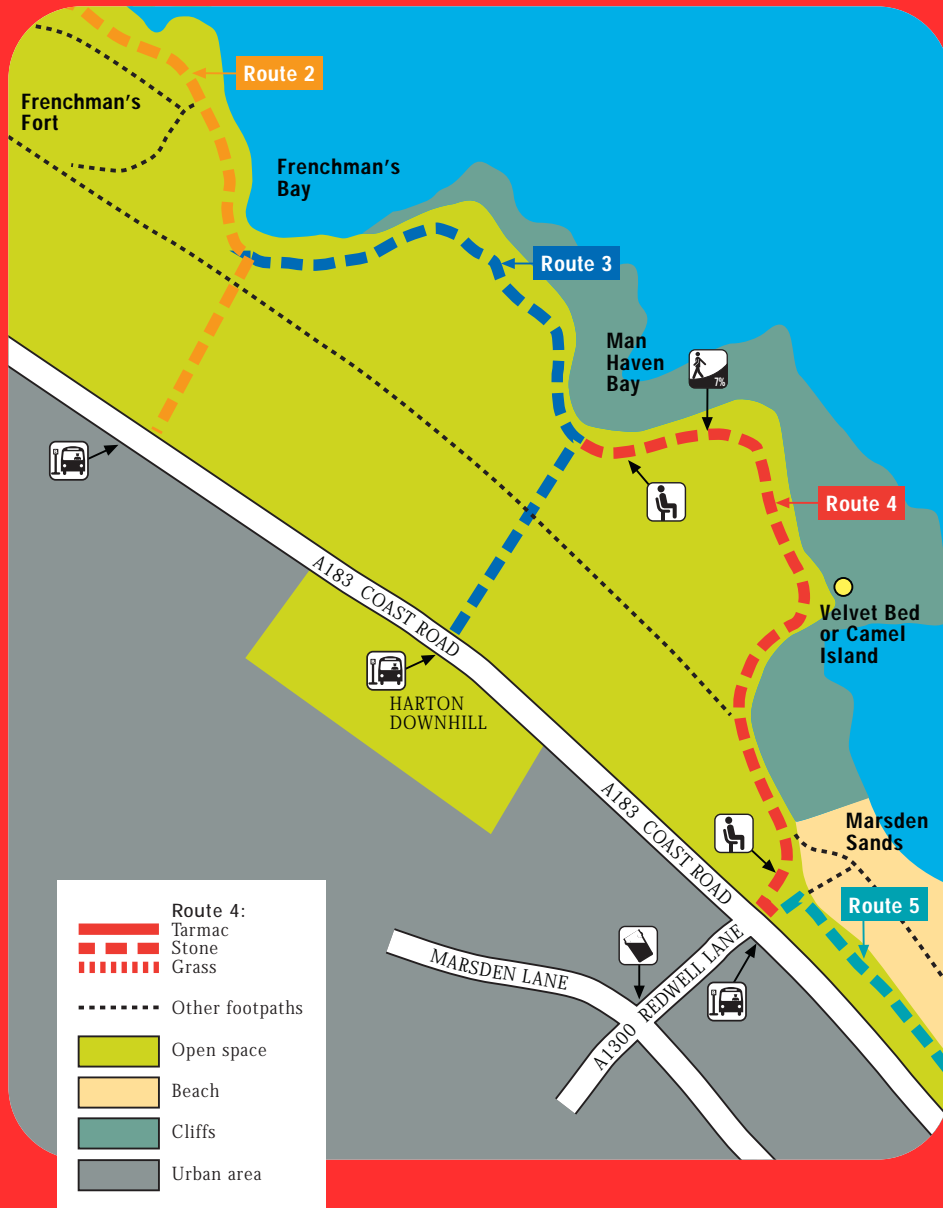 Route 2
Frenchman's
Fort
Frenchman's
Bay
Route 3
Man
Haven
Bay
7%
Route 4
Velvet Bed
or Camel
Island
A183 COAST ROAD
HARTON
DOWNHILL
A183 COAST ROAD
Marsden
Sands
Route 5
MARSDEN LANE
A1300 REDWELL LANE
Route 4:
Tarmac
Stone
Grass
Other footpaths
Open space
Beach
Cliffs
Urban area